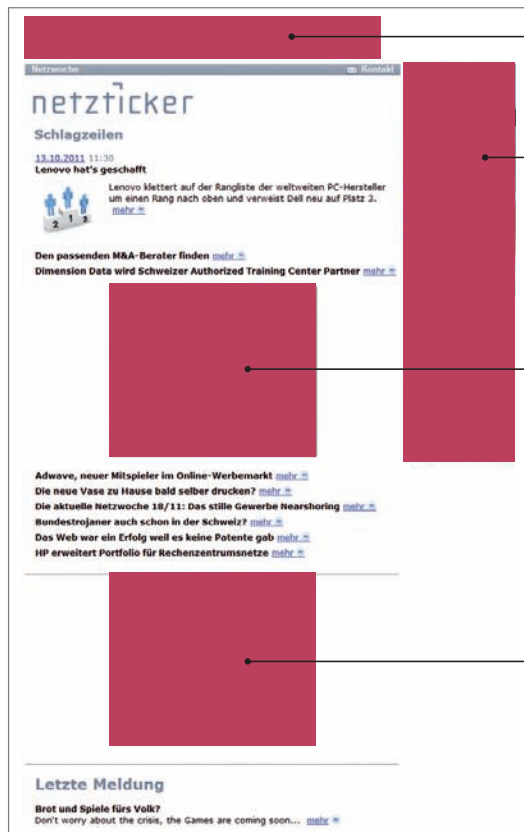 Netzwoche
Kontakt
netzticker
Schlagzeilen
13.10.2011 11:30
Lenovo hat's geschafft
Lenovo klettert auf der Rangliste der weltweiten PC-Hersteller
um einen Rang nach oben und verweist Dell neu auf Platz 3.
mehr
2 1 3
Den passenden M&A-Berater finden mehr
Dimension Data wird Schweizer Authorized Training Center Partner mehr
Adwave, neuer Mitspieler im Online-Werbemarkt mehr
Die neue Vase zu Hause bald selber drucken? mehr
Die aktuelle Netzwoche 18/11: Das stille Gewerbe Nearshoring mehr
Bundestrojaner auch schon in der Schweiz? mehr
Das Web war ein Erfolg weil es keine Patente gab mehr
HP erweitert Portfolio für Rechenzentrumsnetze mehr
Letzte Meldung
Brot und Spiele fürs Volk?
Don't worry about the crisis, the Games are coming soon... mehr